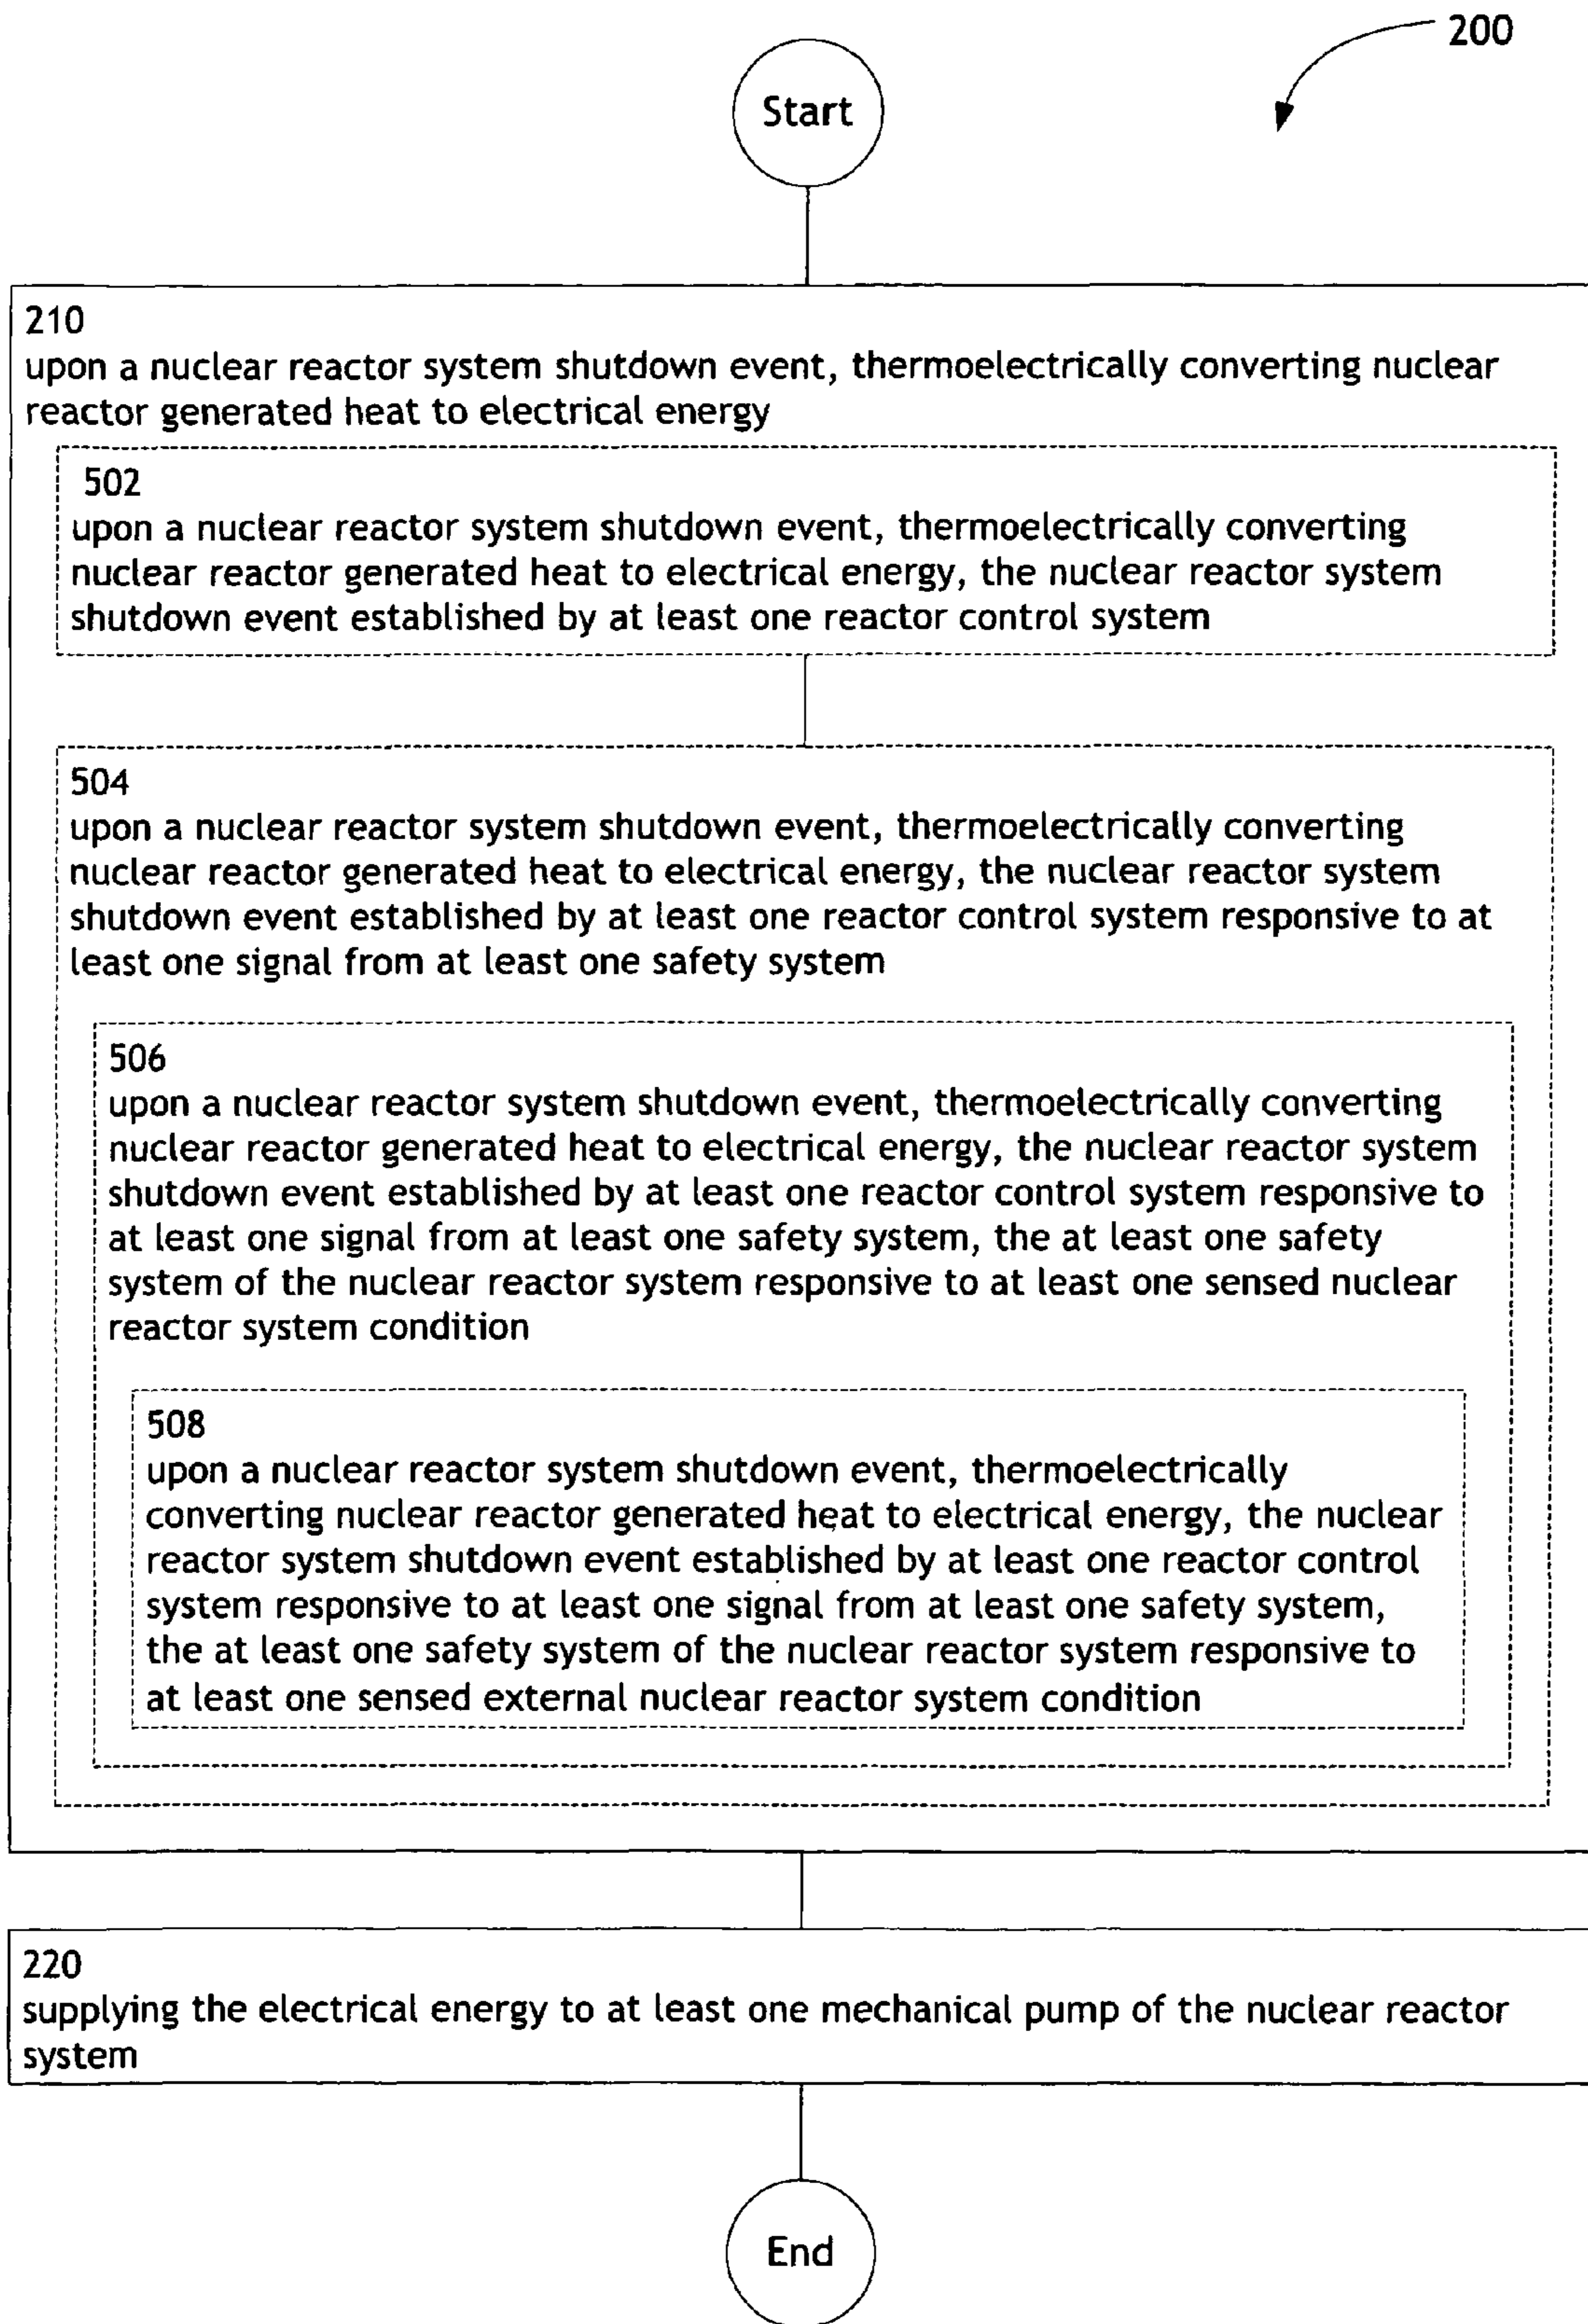 200
Start
210
upon a nuclear reactor system shutdown event, thermoelectrically converting nuclear
reactor generated heat to electrical energy
502
upon a nuclear reactor system shutdown event, thermoelectrically converting
nuclear reactor generated heat to electrical energy, the nuclear reactor system
shutdown event established by at least one reactor control system
504
upon a nuclear reactor system shutdown event, thermoelectrically converting
nuclear reactor generated heat to electrical energy, the nuclear reactor system
shutdown event established by at least one reactor control system responsive to at
least one signal from at least one safety system
506
upon a nuclear reactor system shutdown event, thermoelectrically converting
nuclear reactor generated heat to electrical energy, the nuclear reactor system
shutdown event established by at least one reactor control system responsive to
at least one signal from at least one safety system, the at least one safety
system of the nuclear reactor system responsive to at least one sensed nuclear
reactor system condition
508
upon a nuclear reactor system shutdown event, thermoelectrically
converting nuclear reactor generated heat to electrical energy, the nuclear
reactor system shutdown event established by at least one reactor control
system responsive to at least one signal from at least one safety system,
the at least one safety system of the nuclear reactor system responsive to
at least one sensed external nuclear reactor system condition
220
supplying the electrical energy to at least one mechanical pump of the nuclear reactor
system
End